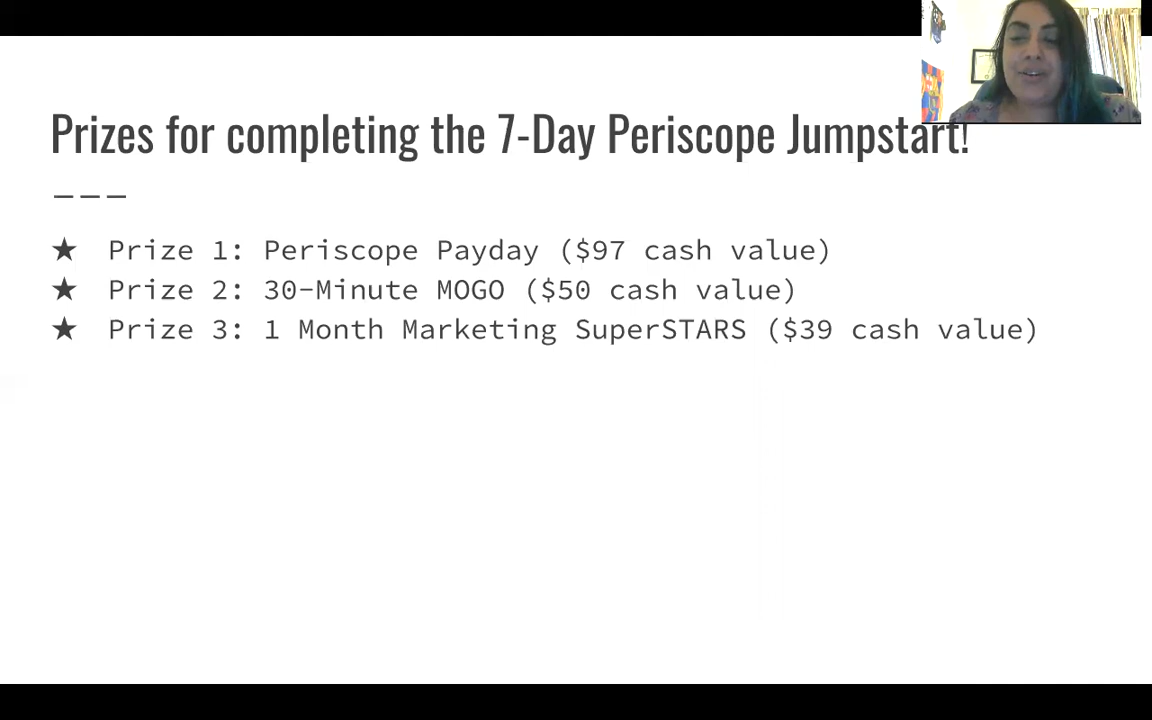 Prizes for completing the 7-Day Periscope Jumpstart!
———
★ Prize 1: Periscope Payday ($97 cash value)
★ Prize 2: 30-Minute MOGO ($50 cash value)
★ Prize 3: 1 Month Marketing SuperSTARS ($39 cash value)